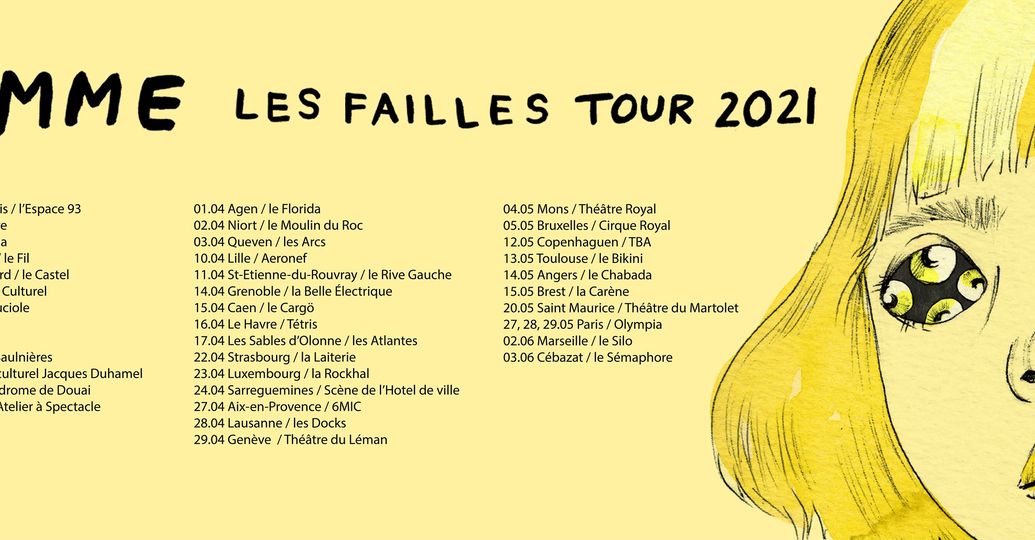 MME LES FAILLES TOUR 2021
is / l'Espace 93
e
a
/ le Fil
rd / le Castel
Culturel
uciole
aulnières
culturel Jacques Duhamel
drome de Douai
Atelier à Spectacle
01.04 Agen / le Florida
02.04 Niort / le Moulin du Roc
03.04 Queven / les Arcs
10.04 Lille / Aeronef
11.04 St-Etienne-du-Rouvray / le Rive Gauche
14.04 Grenoble / la Belle Électrique
15.04 Caen / le Cargö
16.04 Le Havre / Tétris
17.04 Les Sables d'Olonne / les Atlantes
22.04 Strasbourg / la Laiterie
23.04 Luxembourg / la Rockhal
24.04 Sarreguemines / Scène de l'Hotel de ville
27.04 Aix-en-Provence / 6MIC
28.04 Lausanne / les Docks
29.04 Genève / Théâtre du Léman
04.05 Mons / Théâtre Royal
05.05 Bruxelles / Cirque Royal
12.05 Copenhaguen / TBA
13.05 Toulouse / le Bikini
14.05 Angers / le Chabada
15.05 Brest / la Carène
20.05 Saint Maurice / Théâtre du Martolet
27, 28, 29.05 Paris / Olympia
02.06 Marseille / le Silo
03.06 Cébazat / le Sémaphore